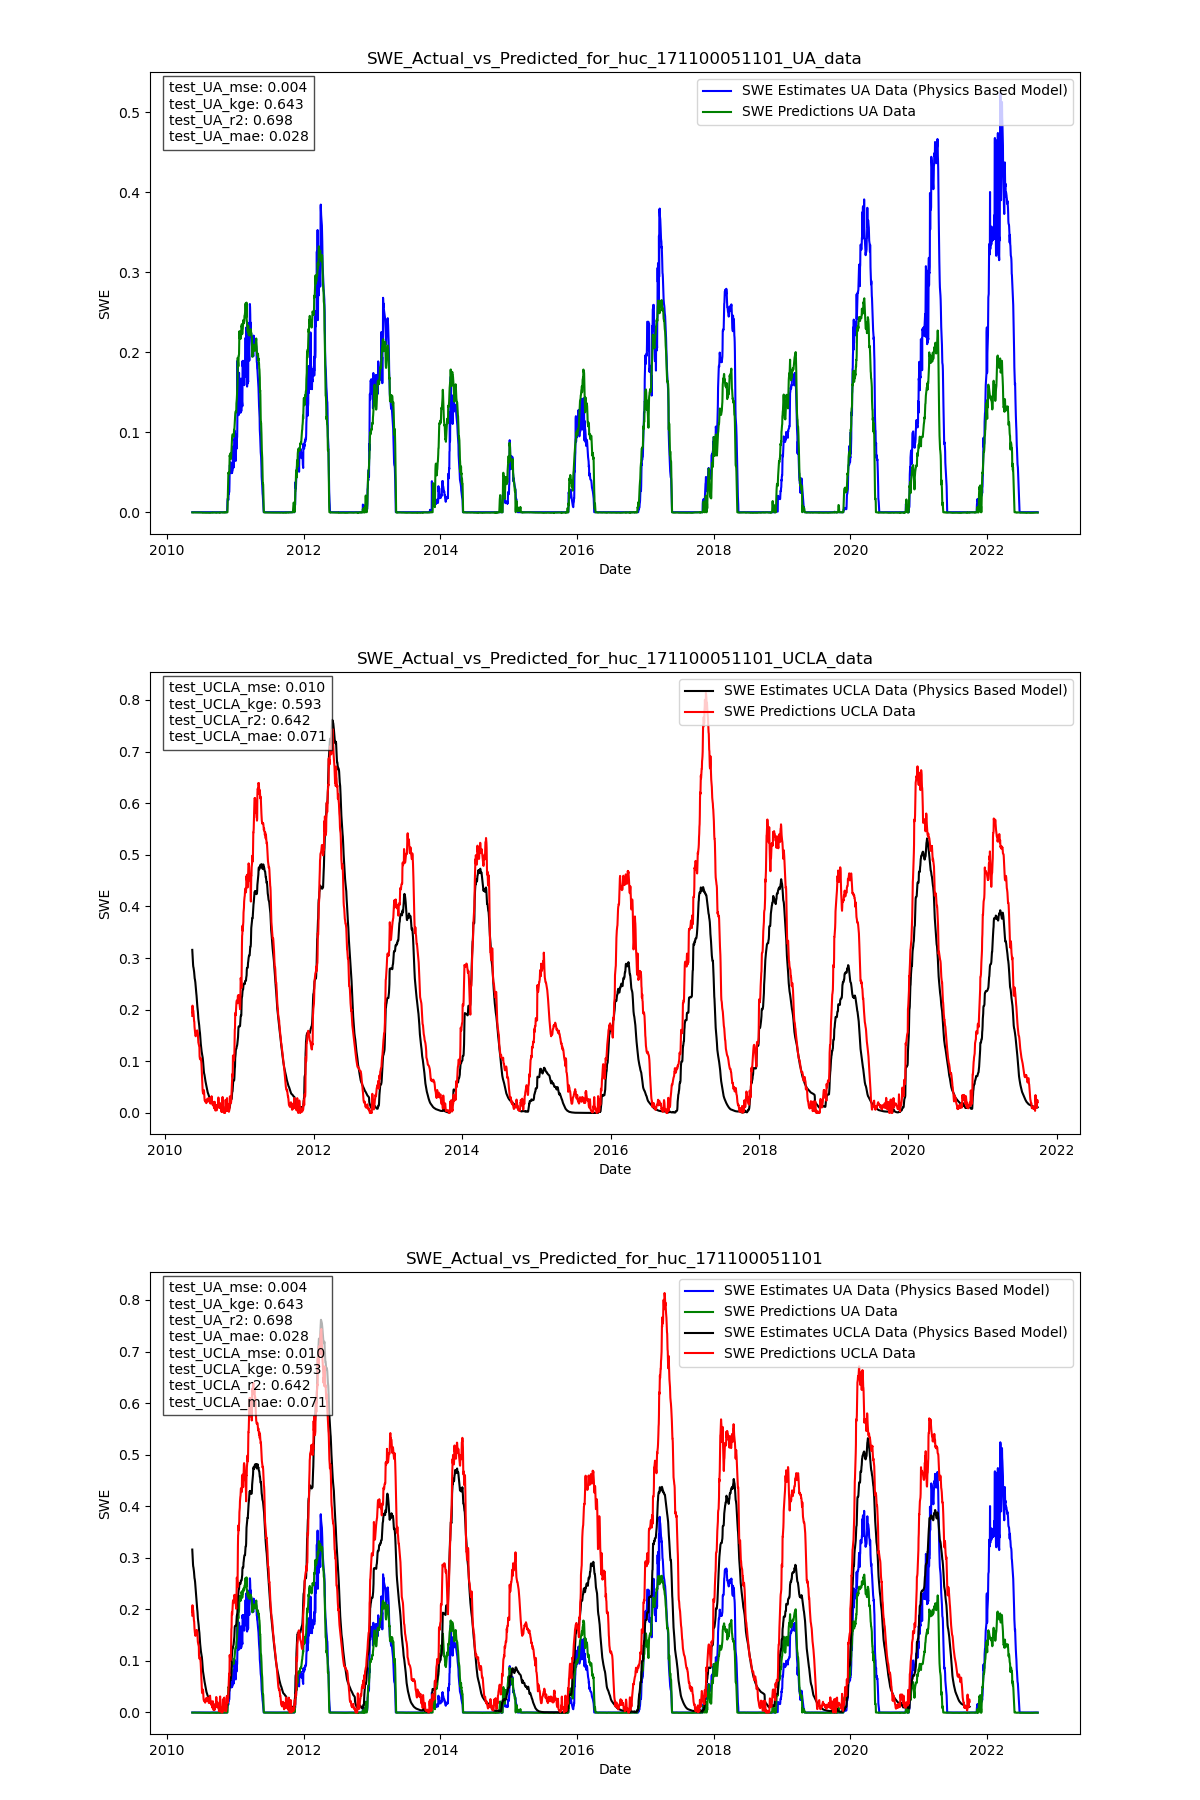 SWE_Actual_vs_Predicted_for_huc_171100051101_UA_data
test_UA_mse: 0.004
test_UA_kge: 0.643
test_UA_r2: 0.698
test_UA_mae: 0.028
SWE Estimates UA Data (Physics Based Model)
SWE Predictions UA Data
0.5
0.4
0.3
0.2
0.1
0.0
SWE
2010
2012
2014
2016
2018
2020
2022
Date
SWE_Actual_vs_Predicted_for_huc_171100051101_UCLA_data
test_UCLA_mse: 0.010
test_UCLA_kge: 0.593
test_UCLA_r2: 0.642
test_UCLA_mae: 0.071
SWE Estimates UCLA Data (Physics Based Model)
SWE Predictions UCLA Data
0.8
0.7
0.6
0.5
0.4
0.3
0.2
0.1
0.0
SWE
2010
2012
2014
2016
2018
2020
2022
Date
SWE_Actual_vs_Predicted_for_huc_171100051101
test_UA_mse: 0.004
test_UA_kge: 0.643
test_UA_r2: 0.698
test_UA_mae: 0.028
test_UCLA_mse: 0.010
test_UCLA_kge: 0.593
test_UCLA_r2: 0.642
test_UCLA_mae: 0.071
SWE Estimates UA Data (Physics Based Model)
SWE Predictions UA Data
SWE Estimates UCLA Data (Physics Based Model)
SWE Predictions UCLA Data
0.8
0.7
0.6
0.5
0.4
0.3
0.2
0.1
0.0
SWE
2010
2012
2014
2016
2018
2020
2022
Date